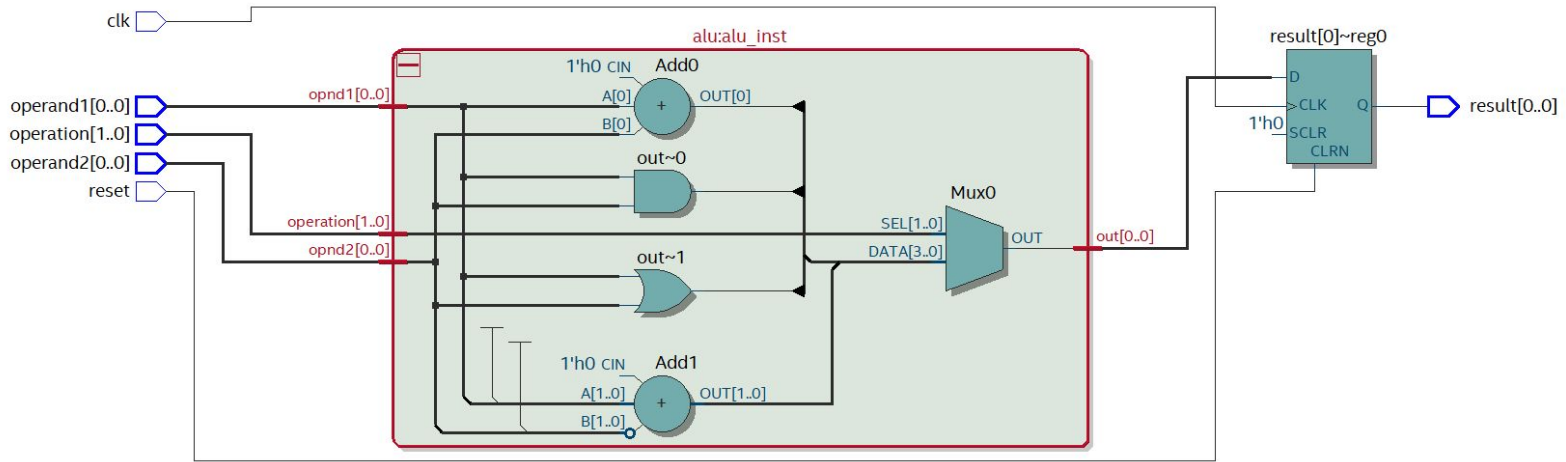 clk
alu:alu_inst
result[0]~reg0
1'h0 CIN
Add0
D
operand1[0..0]
opnd1[0..0]
A[0]
+
OUT[0]
CLK
Q
result[0..0]
operation[1..0]
B[0]
1'h0
SCLR
operand2[0..0]
out~0
CLRN
reset
Mux0
operation[1..0]
SEL[1..0]
OUT
out[0..0]
opnd2[0..0]
DATA[3..0]
out~1
1'h0 CIN
Add1
A[1..0]
+
OUT[1..0]
B[1..0]